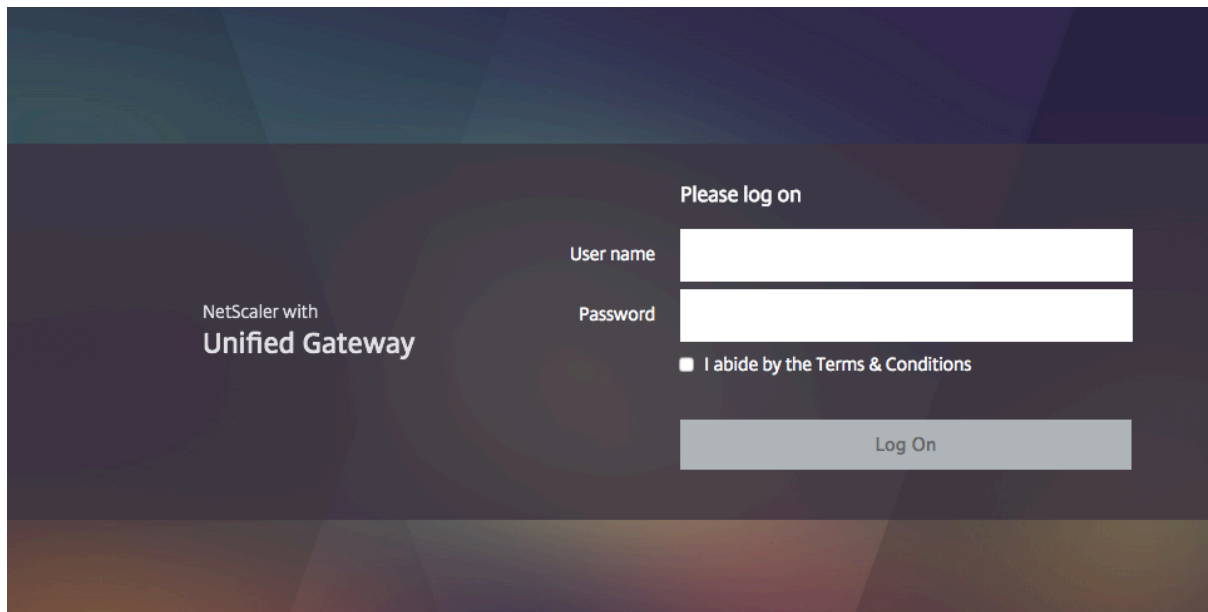 Please log on
User name
Password
NetScaler with
Unified Gateway
I abide by the Terms & Conditions
Log On